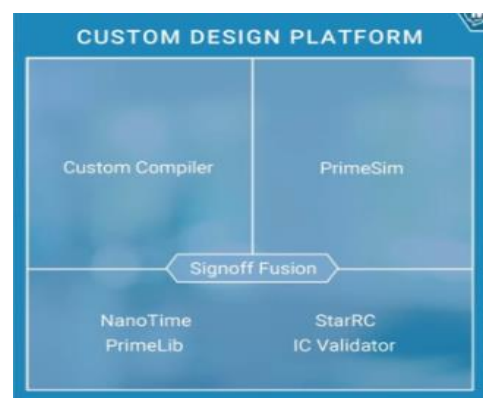 CUSTOM DESIGN PLATFORM
Custom Compiler
PrimeSim
Signoff Fusion
NanoTime
PrimeLib
StarRC
IC Validator